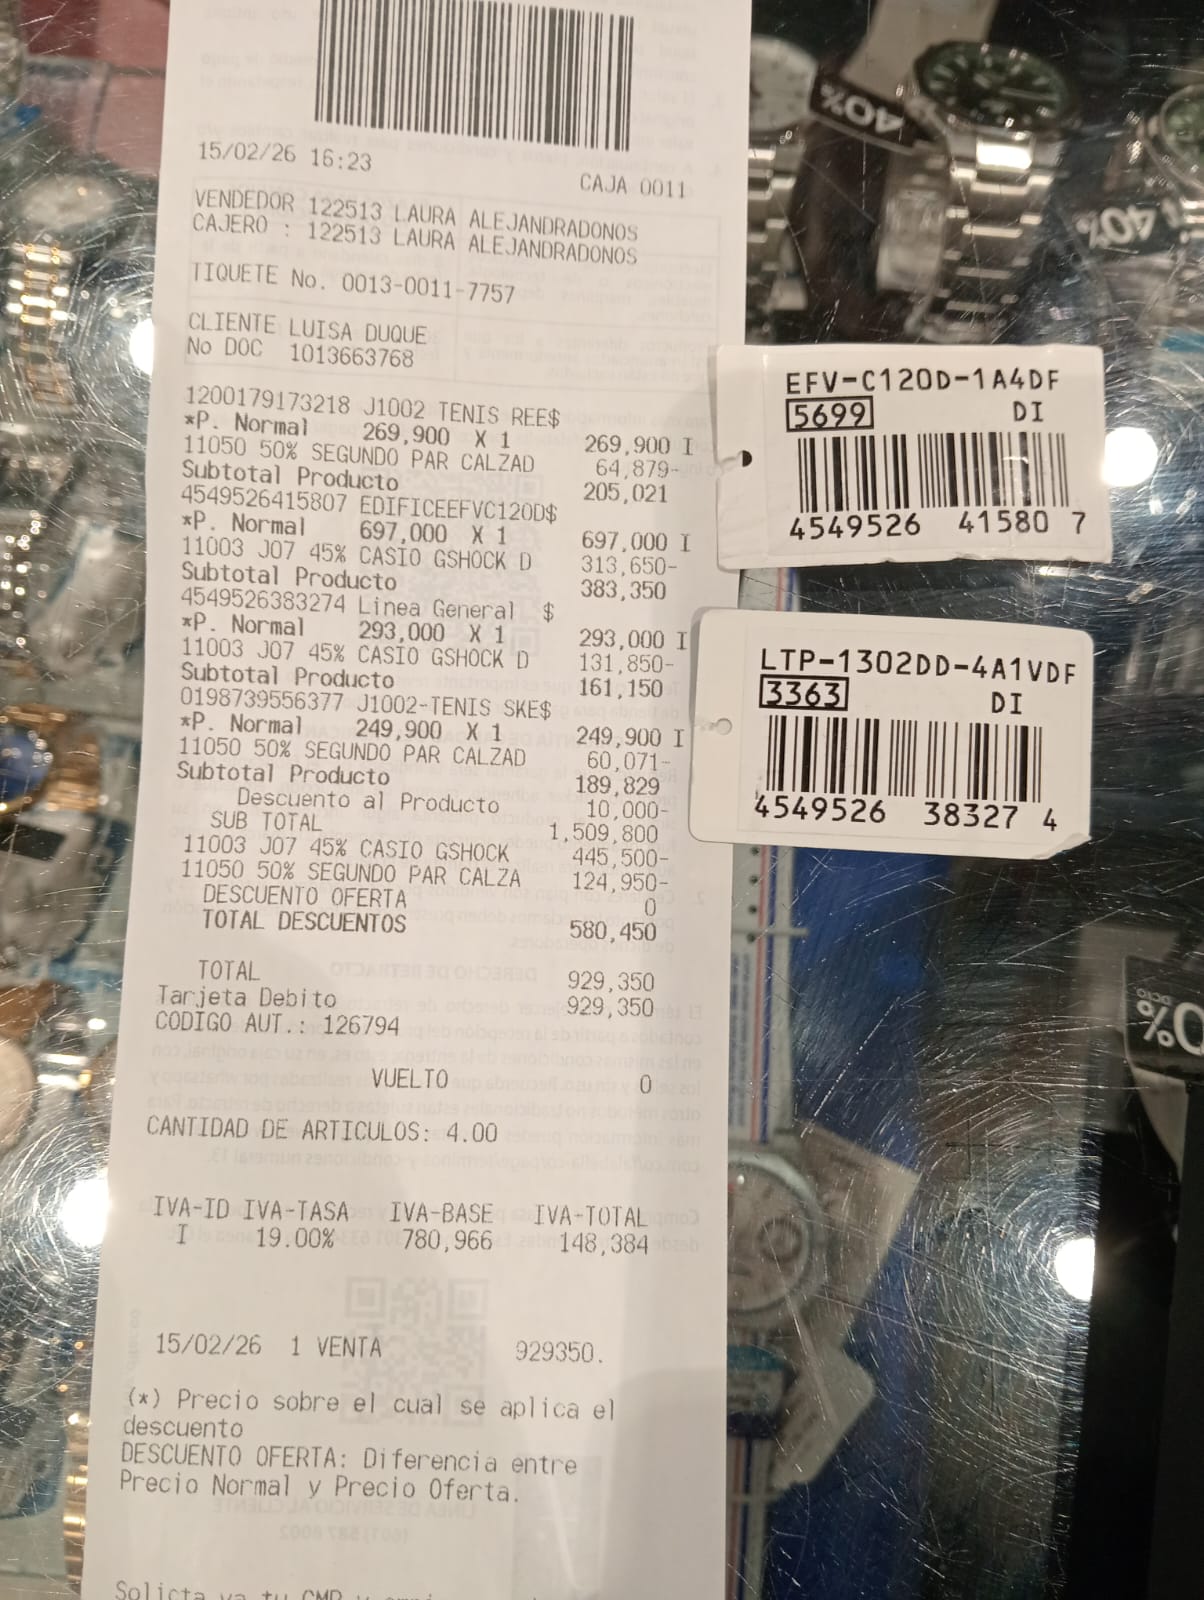 15/02/26 16:23 CAJA 0011
VENDEDOR 122513 LAURA ALEJANDRADONOS
CAJERO : 122513 LAURA ALEJANDRADONOS
TIQUETE No. 0013-0011-7757
CLIENTE LUISA DUQUE
No DOC 1013663768
1200179173218 J1002 TENIS REE$
*P. Normal 269,900 X 1 269,900 I
11050 50% SEGUNDO PAR CALZAD 64,879-
Subtotal Producto 205,021
4549526415807 EDIFICEEFVC120D$
*P. Normal 697,000 X 1 697,000 I
11003 J07 45% CASIO GSHOCK D 313,650-
Subtotal Producto 383,350
4549526383274 Linea General $
*P. Normal 293,000 X 1 293,000 I
11003 J07 45% CASIO GSHOCK D 131,850-
Subtotal Producto 161,150
0198739556377 J1002-TENIS SKE$
*P. Normal 249,900 X 1 249,900 I
11050 50% SEGUNDO PAR CALZAD 60,071-
Subtotal Producto 189,829
Descuento al Producto 10,000-
SUB TOTAL 1,509,800
11003 J07 45% CASIO GSHOCK 445,500-
11050 50% SEGUNDO PAR CALZA 124,950-
DESCUENTO OFERTA 0
TOTAL DESCUENTOS 580,450
TOTAL 929,350
Tarjeta Debito 929,350
CODIGO AUT.: 126794
VUELTO 0
CANTIDAD DE ARTICULOS: 4.00
IVA-ID IVA-TASA IVA-BASE IVA-TOTAL
I 19.00% 780,966 148,384
15/02/26 1 VENTA 929350.
(*) Precio sobre el cual se aplica el
descuento
DESCUENTO OFERTA: Diferencia entre
Precio Normal y Precio Oferta.
EFV-C120D-1A4DF
5699 DI
4549526 41580 7
LTP-1302DD-4A1VDF
3363 DI
4549526 38327 4
40%
40%